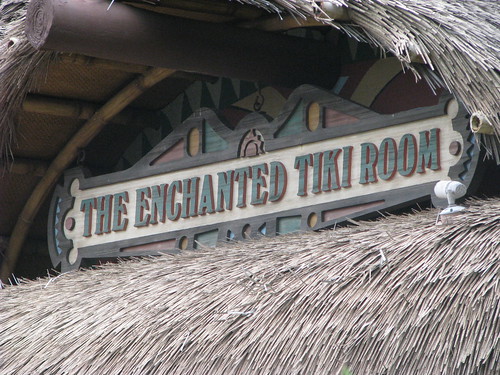 THE ENCHANTED TIKI ROOM